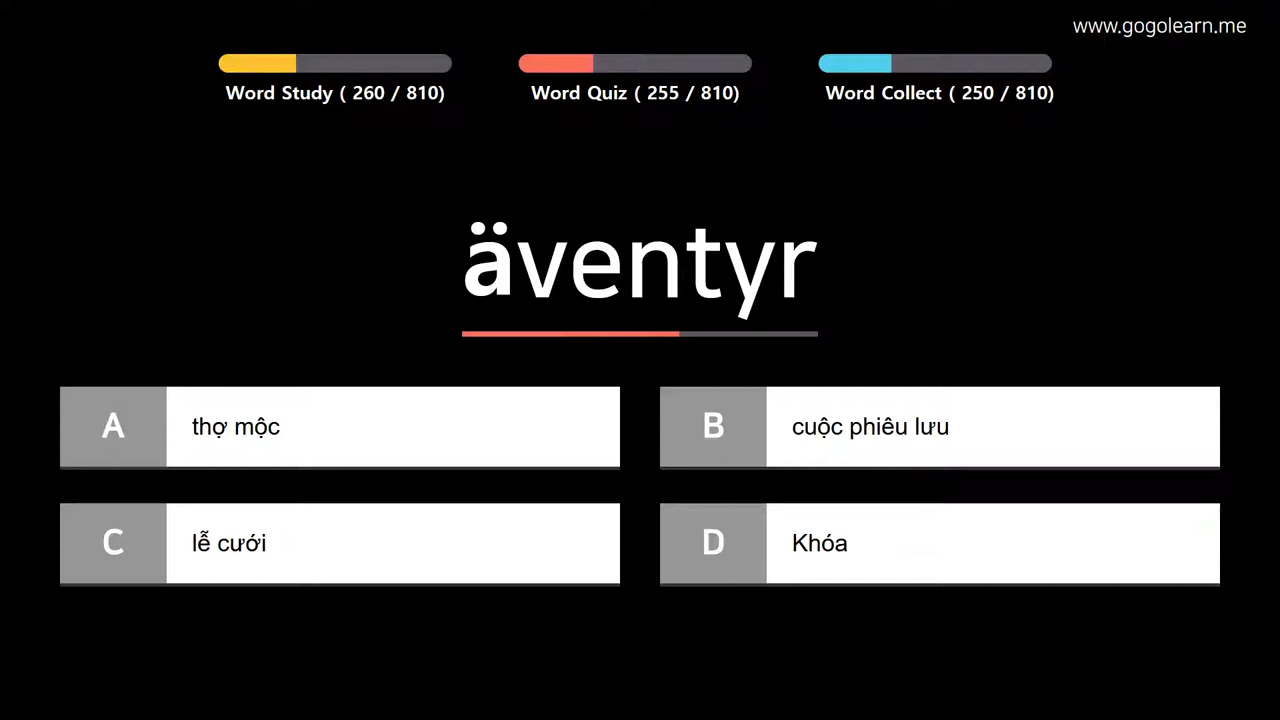 www.gogolearn.me
Word Study ( 260 / 810)
Word Quiz ( 255 / 810)
Word Collect ( 250 / 810)
äventyr
A thợ mộc
B cuộc phiêu lưu
C lễ cưới
D Khóa